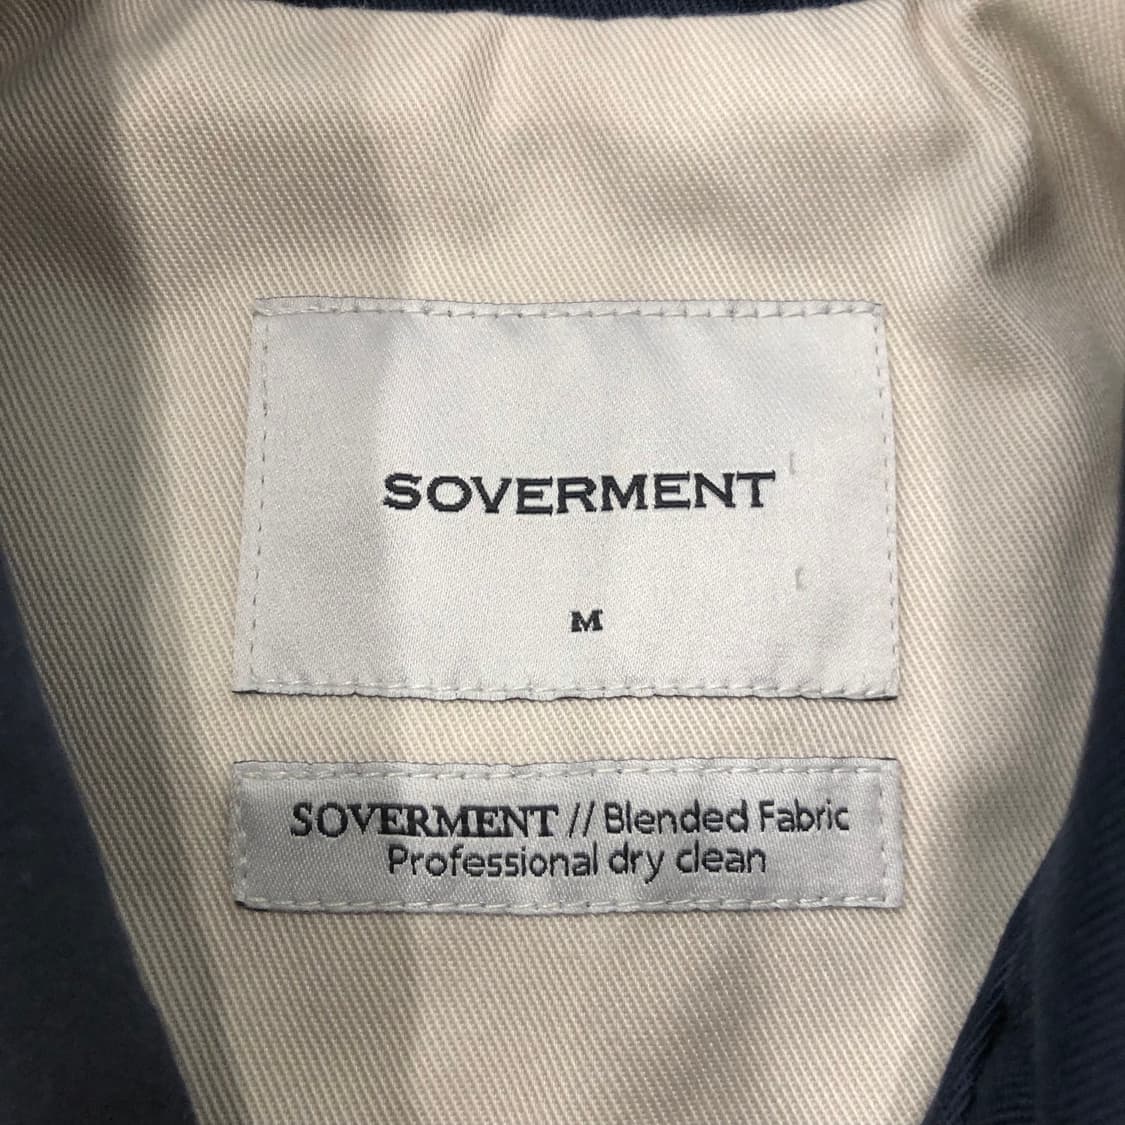 SOVERMENT
M
SOVERMENT // Blended Fabric
Professional dry clean